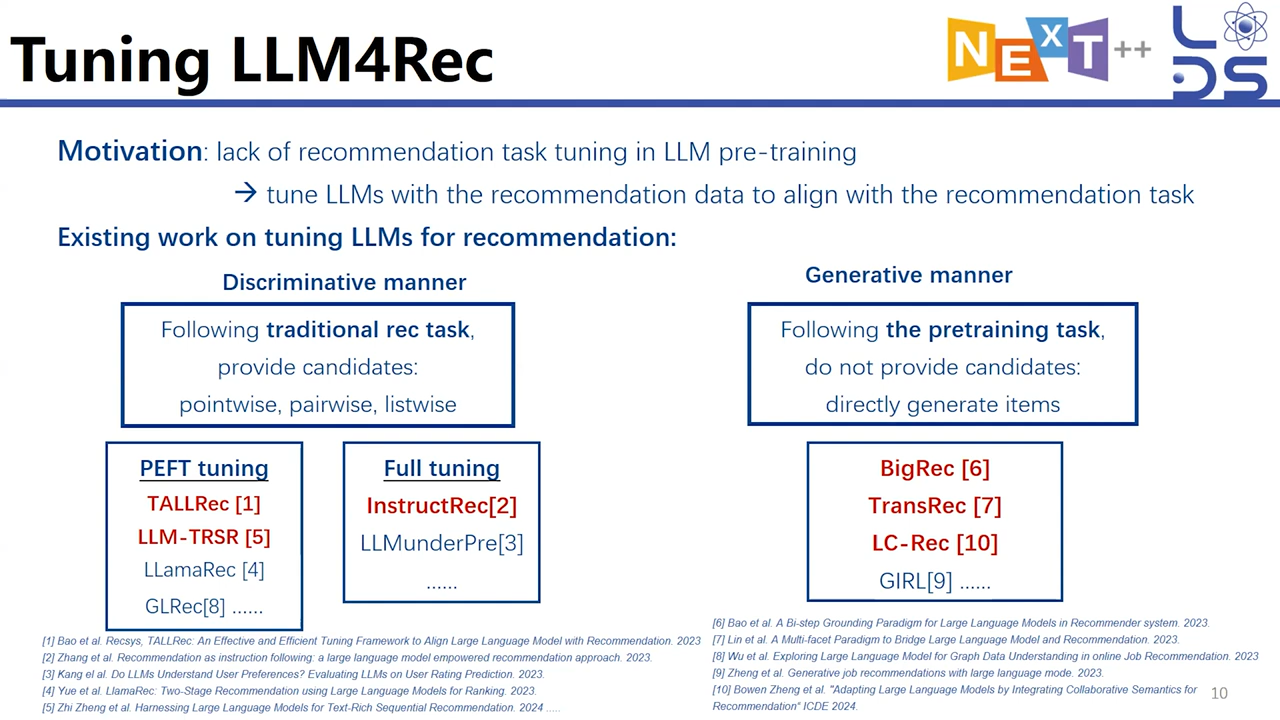 Tuning LLM4Rec
NExT++
LDS
Motivation: lack of recommendation task tuning in LLM pre-training
→ tune LLMs with the recommendation data to align with the recommendation task
Existing work on tuning LLMs for recommendation:
Discriminative manner
Following traditional rec task,
provide candidates:
pointwise, pairwise, listwise
PEFT tuning
TALLRec [1]
LLM-TRSR [5]
LLamaRec [4]
GLRec[8] ......
Full tuning
InstructRec[2]
LLMunderPre[3]
......
Generative manner
Following the pretraining task,
do not provide candidates:
directly generate items
BigRec [6]
TransRec [7]
LC-Rec [10]
GIRL[9] ......
[1] Bao et al. Recsys, TALLRec: An Effective and Efficient Tuning Framework to Align Large Language Model with Recommendation. 2023
[2] Zhang et al. Recommendation as instruction following: a large language model empowered recommendation approach. 2023.
[3] Kang el al. Do LLMs Understand User Preferences? Evaluating LLMs on User Rating Prediction. 2023.
[4] Yue et al. LlamaRec: Two-Stage Recommendation using Large Language Models for Ranking. 2023.
[5] Zhi Zheng et al. Harnessing Large Language Models for Text-Rich Sequential Recommendation. 2024 .....
[6] Bao et al. A Bi-step Grounding Paradigm for Large Language Models in Recommender system. 2023.
[7] Lin et al. A Multi-facet Paradigm to Bridge Large Language Model and Recommendation. 2023.
[8] Wu et al. Exploring Large Language Model for Graph Data Understanding in online Job Recommendation. 2023
[9] Zheng et al. Generative job recommendations with large language mode. 2023.
[10] Bowen Zheng et al. "Adapting Large Language Models by Integrating Collaborative Semantics for
Recommendation" ICDE 2024.
10